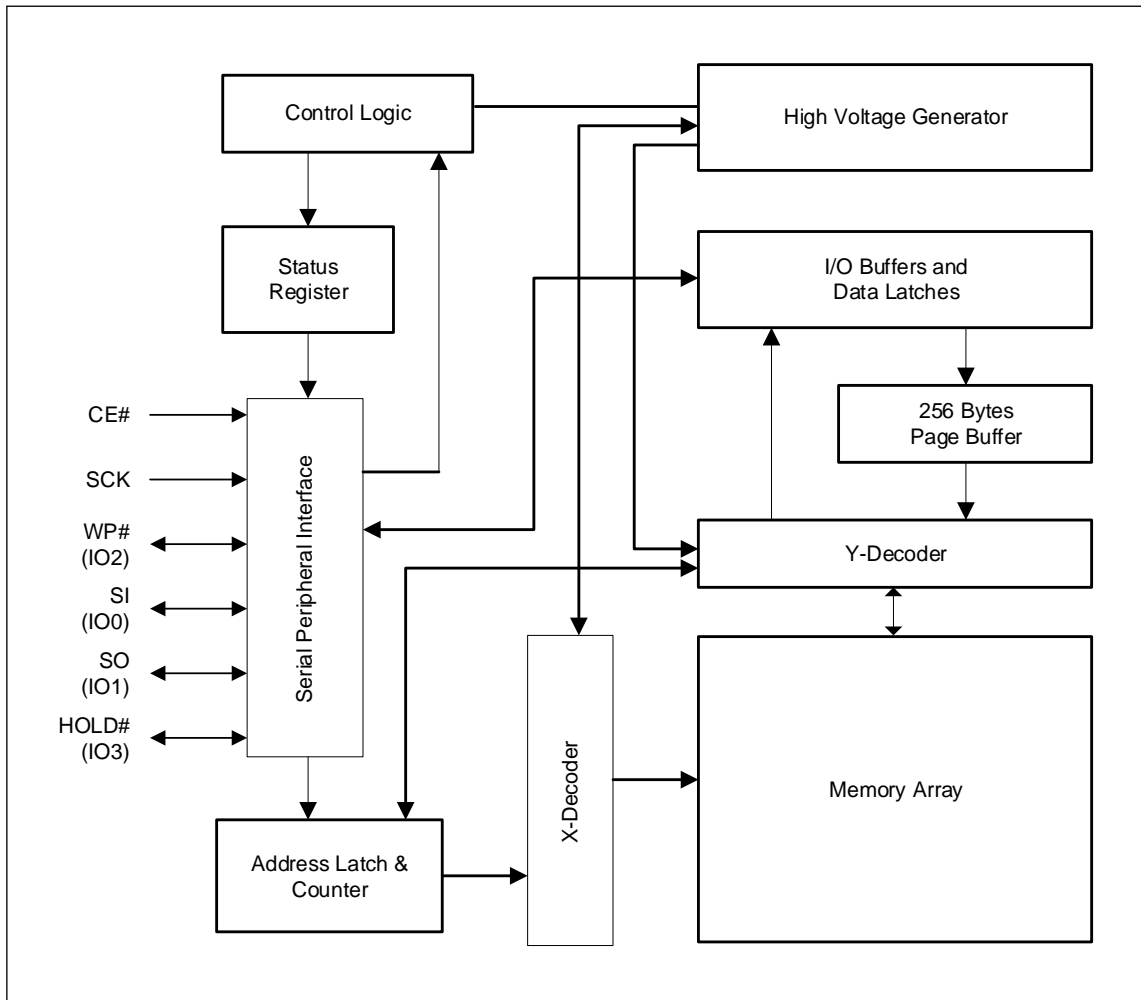 Control Logic
High Voltage Generator
Status
Register
I/O Buffers and
Data Latches
256 Bytes
Page Buffer
CE#
SCK
WP#
(IO2)
SI
(IO0)
SO
(IO1)
HOLD#
(IO3)
Serial Peripheral Interface
Y-Decoder
X-Decoder
Memory Array
Address Latch &
Counter